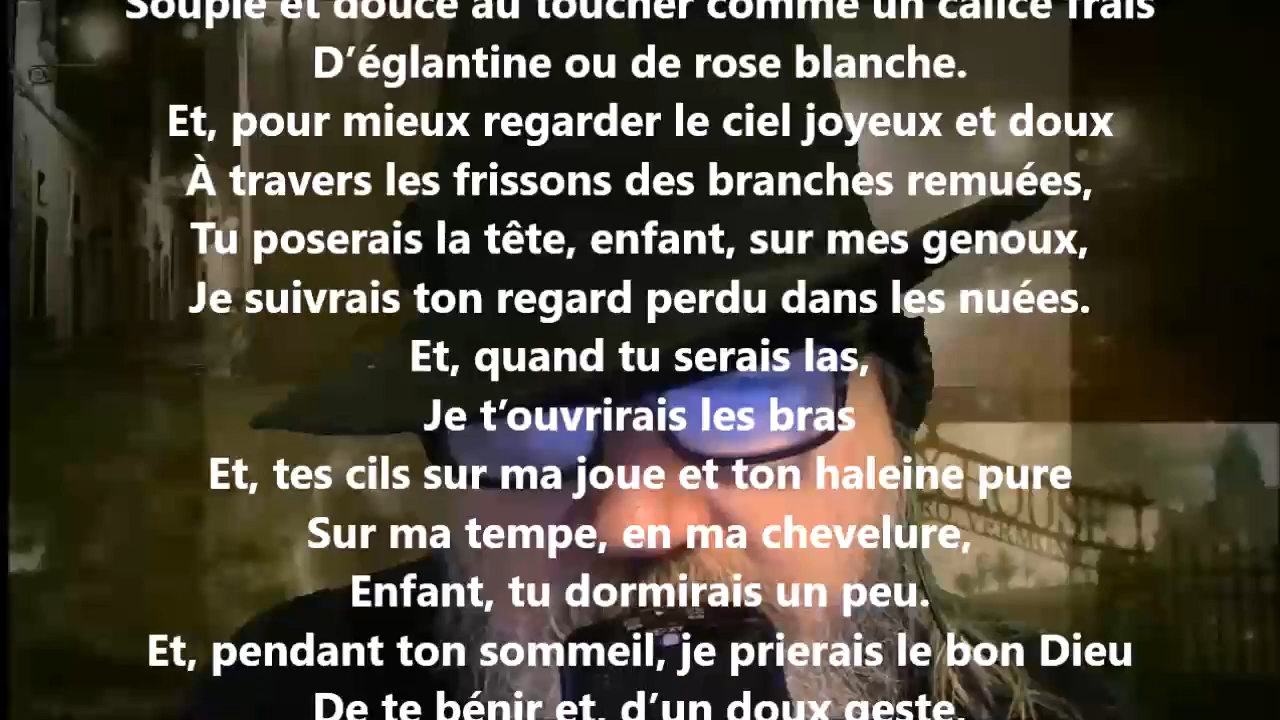 Souple et douce au toucher comme un calice frais
D’églantine ou de rose blanche.
Et, pour mieux regarder le ciel joyeux et doux
À travers les frissons des branches remuées,
Tu poserais la tête, enfant, sur mes genoux,
Je suivrais ton regard perdu dans les nuées.
Et, quand tu serais las,
Je t’ouvrirais les bras
Et, tes cils sur ma joue et ton haleine pure
Sur ma tempe, en ma chevelure,
Enfant, tu dormirais un peu.
Et, pendant ton sommeil, je prierais le bon Dieu
De te bénir et, d’un doux geste,